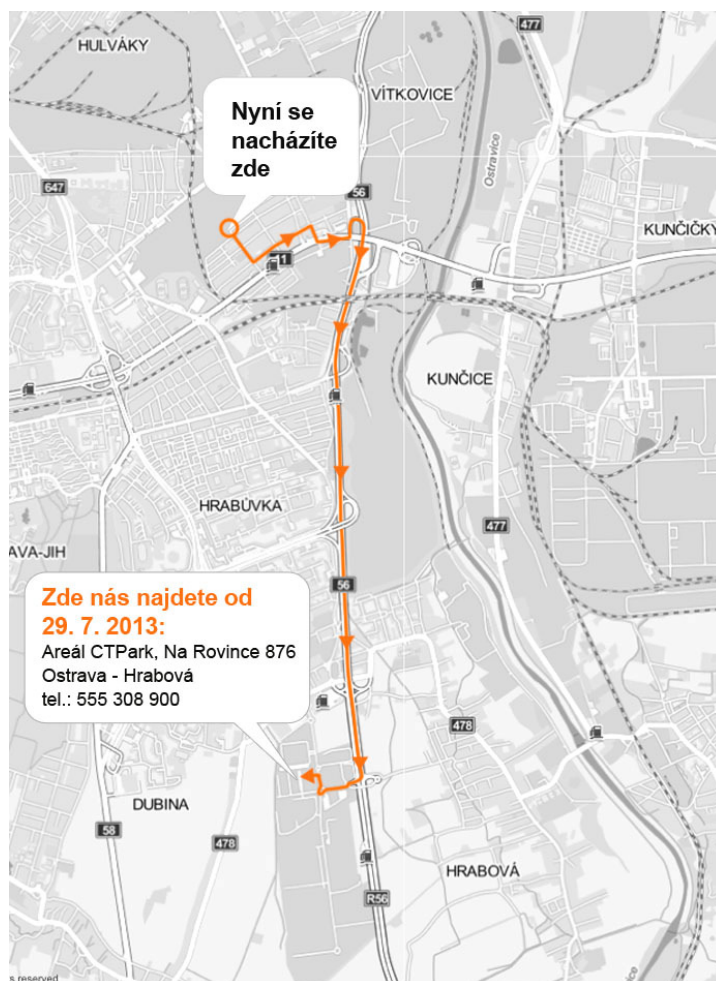 HULVÁKY
477
VÍTKOVICE
Nyní se
nacházíte
zde
Ostravice
647
56
KUNČIČKY
11
KUNČICE
HRABŮVKA
477
AVA-JIH
56
Zde nás najdete od
29. 7. 2013:
Areál CTPark, Na Rovince 876
Ostrava - Hrabová
tel.: 555 308 900
478
DUBINA
58
478
HRABOVÁ
R56
s reserved